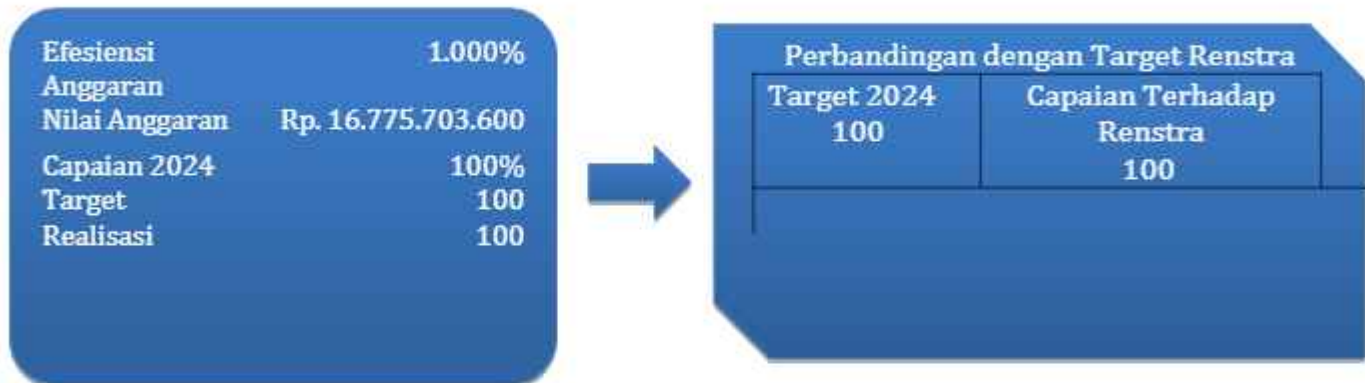 Efesiensi 1.000%
Anggaran
Nilai Anggaran Rp. 16.775.703.600
Capaian 2024 100%
Target 100
Realisasi 100
Perbandingan dengan Target Renstra
Target 2024 Capaian Terhadap
100 Renstra
100